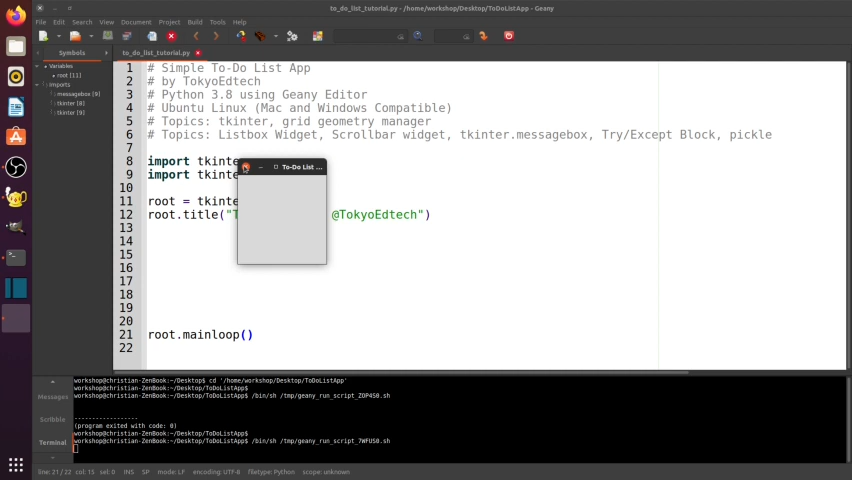 to_do_list_tutorial.py - /home/workshop/Desktop/ToDoListApp - Geany
File Edit Search View Document Project Build Tools Help
Symbols
to_do_list_tutorial.py
Variables
root [11]
Imports
messagebox [9]
tkinter [8]
tkinter [9]
1 # Simple To-Do List App
2 # by TokyoEdtech
3 # Python 3.8 using Geany Editor
4 # Ubuntu Linux (Mac and Windows Compatible)
5 # Topics: tkinter, grid geometry manager
6 # Topics: Listbox Widget, Scrollbar widget, tkinter.messagebox, Try/Except Block, pickle
7
8 import tkinte
9 import tkinte
10
11 root = tkinte
12 root.title("T @TokyoEdtech")
13
14
15
16
17
18
19
20
21 root.mainloop()
22
To-Do List ...
Messages
Scribble
Terminal
workshop@christian-ZenBook:~/Desktop$ cd '/home/workshop/Desktop/ToDoListApp'
workshop@christian-ZenBook:~/Desktop/ToDoListApp$
workshop@christian-ZenBook:~/Desktop/ToDoListApp$ /bin/sh /tmp/geany_run_script_ZOP4S0.sh
------------------
(program exited with code: 0)
workshop@christian-ZenBook:~/Desktop/ToDoListApp$
workshop@christian-ZenBook:~/Desktop/ToDoListApp$ /bin/sh /tmp/geany_run_script_7WFUS0.sh
line: 21 / 22 col: 15 sel: 0 INS SP mode: LF encoding: UTF-8 filetype: Python scope: unknown